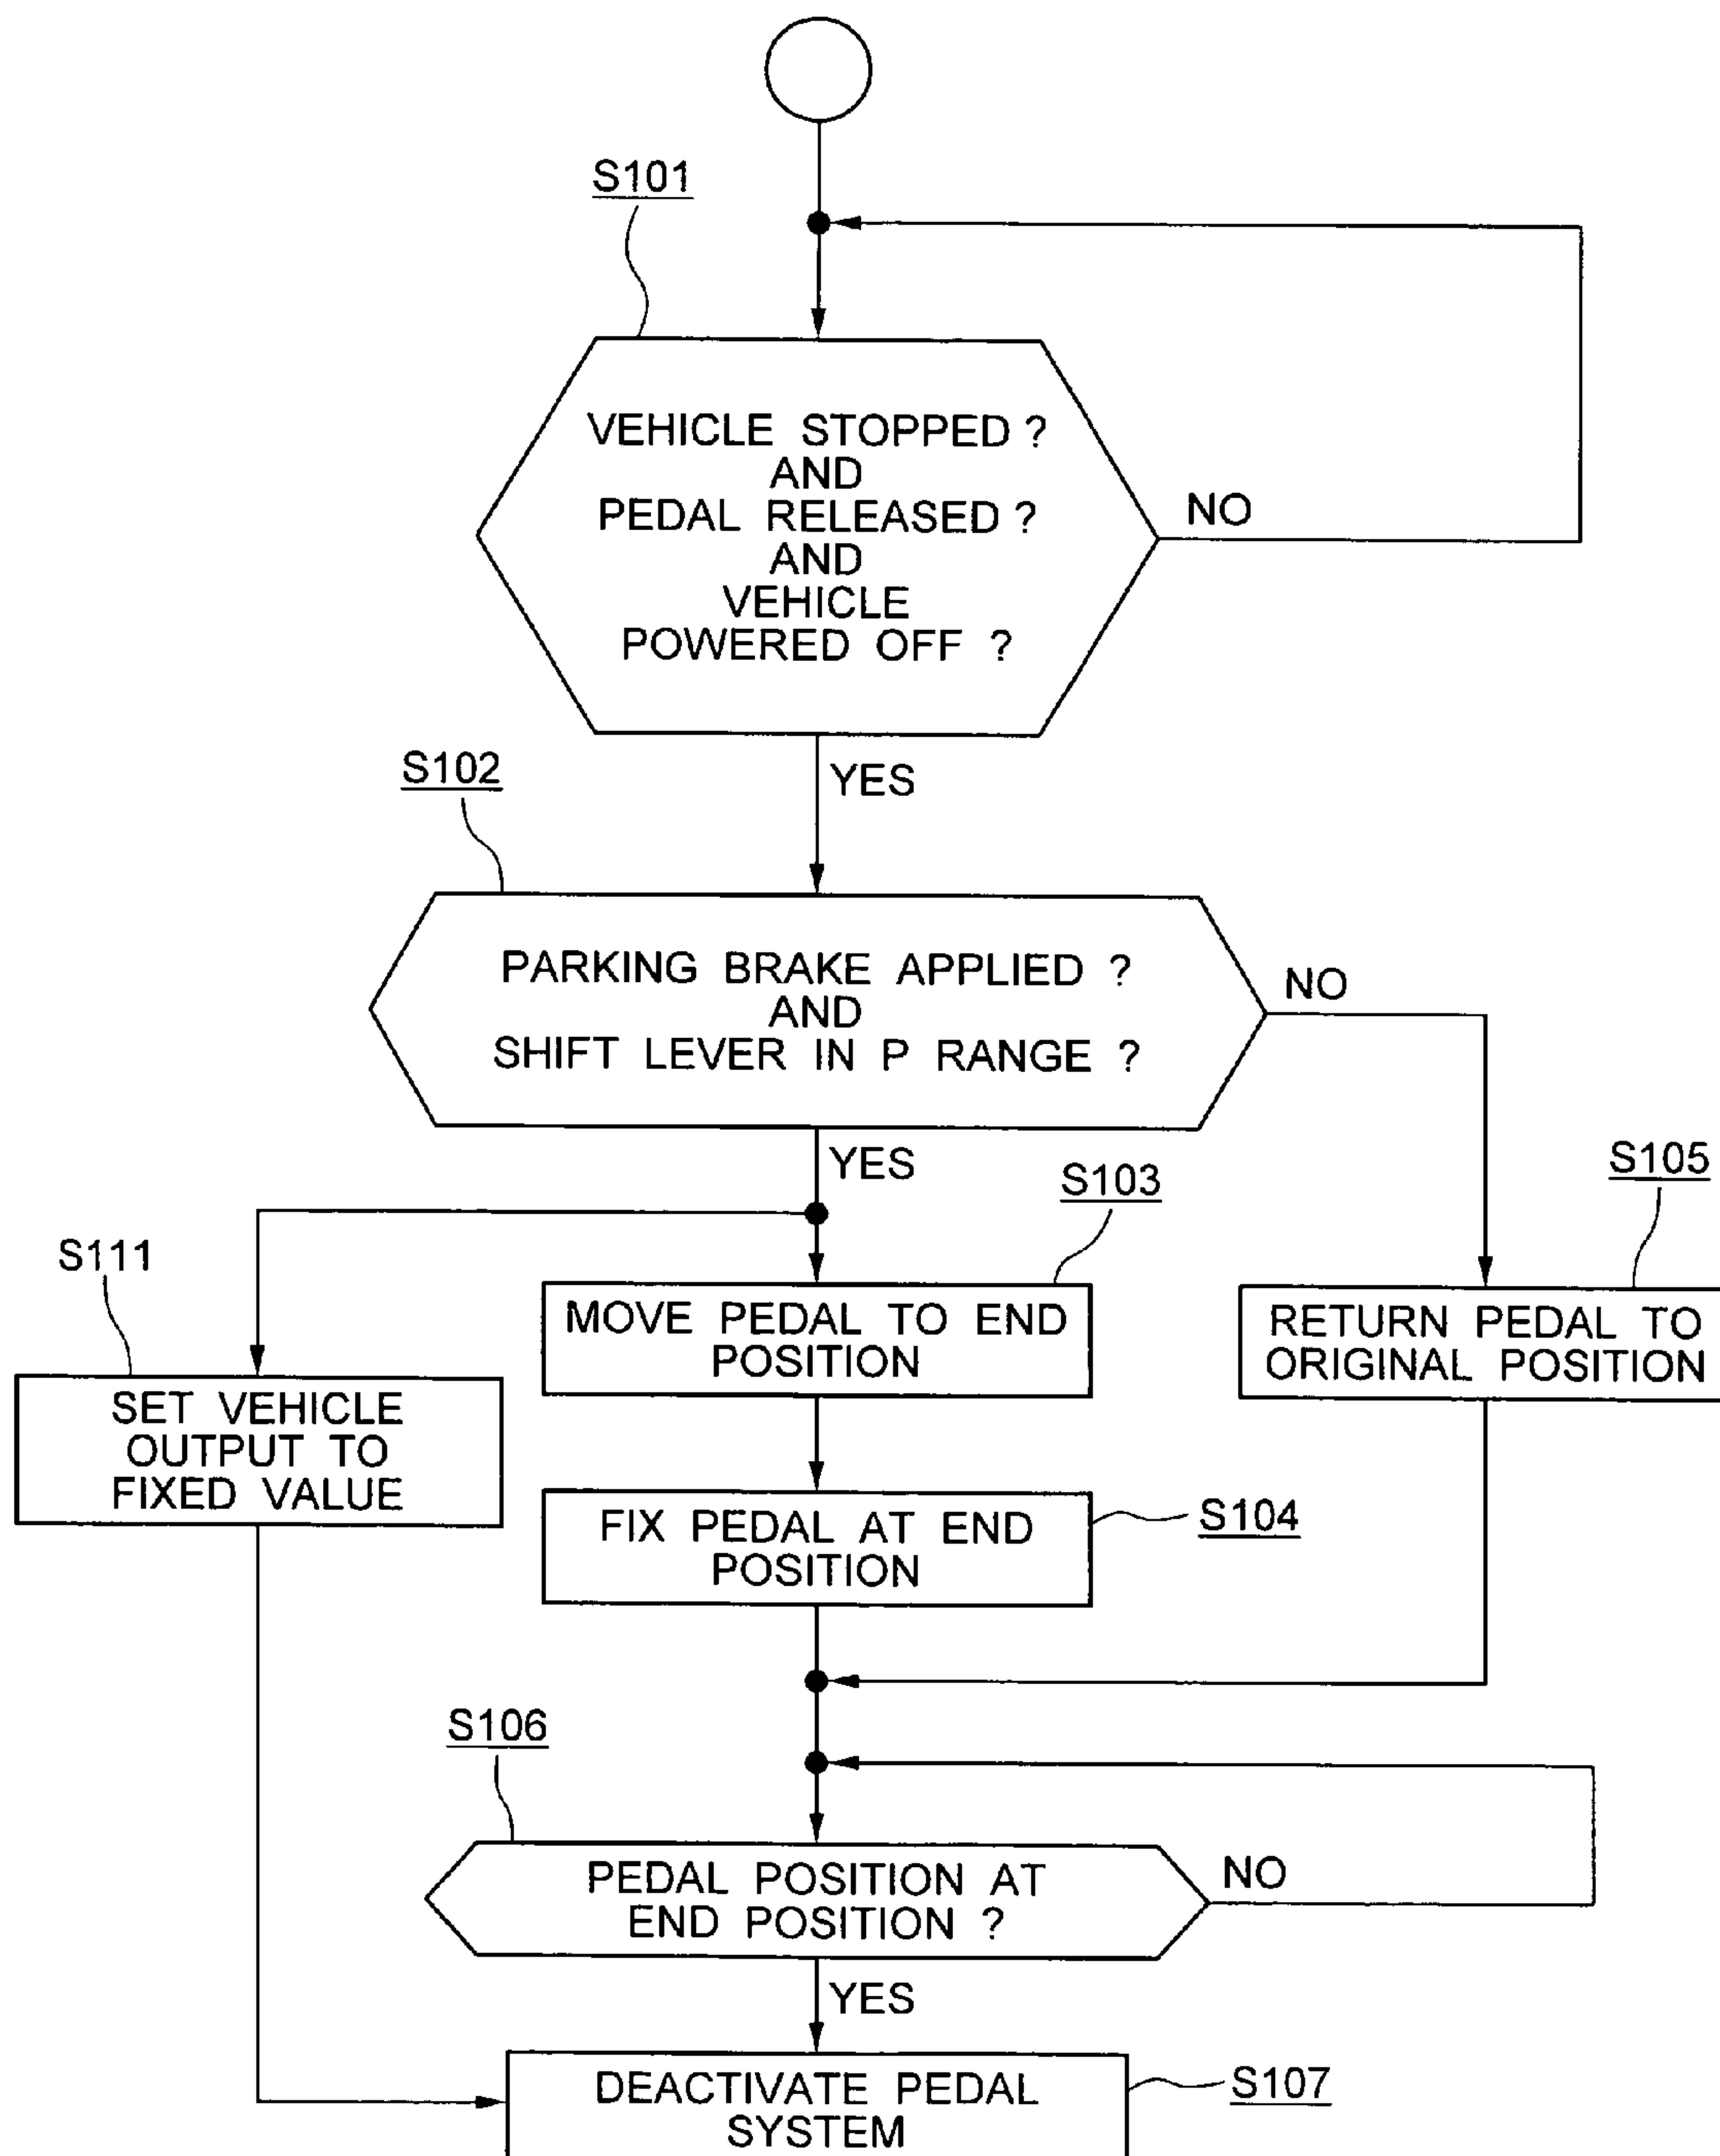 S101
VEHICLE STOPPED ?
AND
PEDAL RELEASED ?
AND
VEHICLE
POWERED OFF ?
NO
YES
S102
PARKING BRAKE APPLIED ?
AND
SHIFT LEVER IN P RANGE ?
NO
YES
S103
S105
S111
MOVE PEDAL TO END
POSITION
RETURN PEDAL TO
ORIGINAL POSITION
SET VEHICLE
OUTPUT TO
FIXED VALUE
FIX PEDAL AT END
POSITION
S104
S106
PEDAL POSITION AT
END POSITION ?
NO
YES
DEACTIVATE PEDAL
SYSTEM
S107